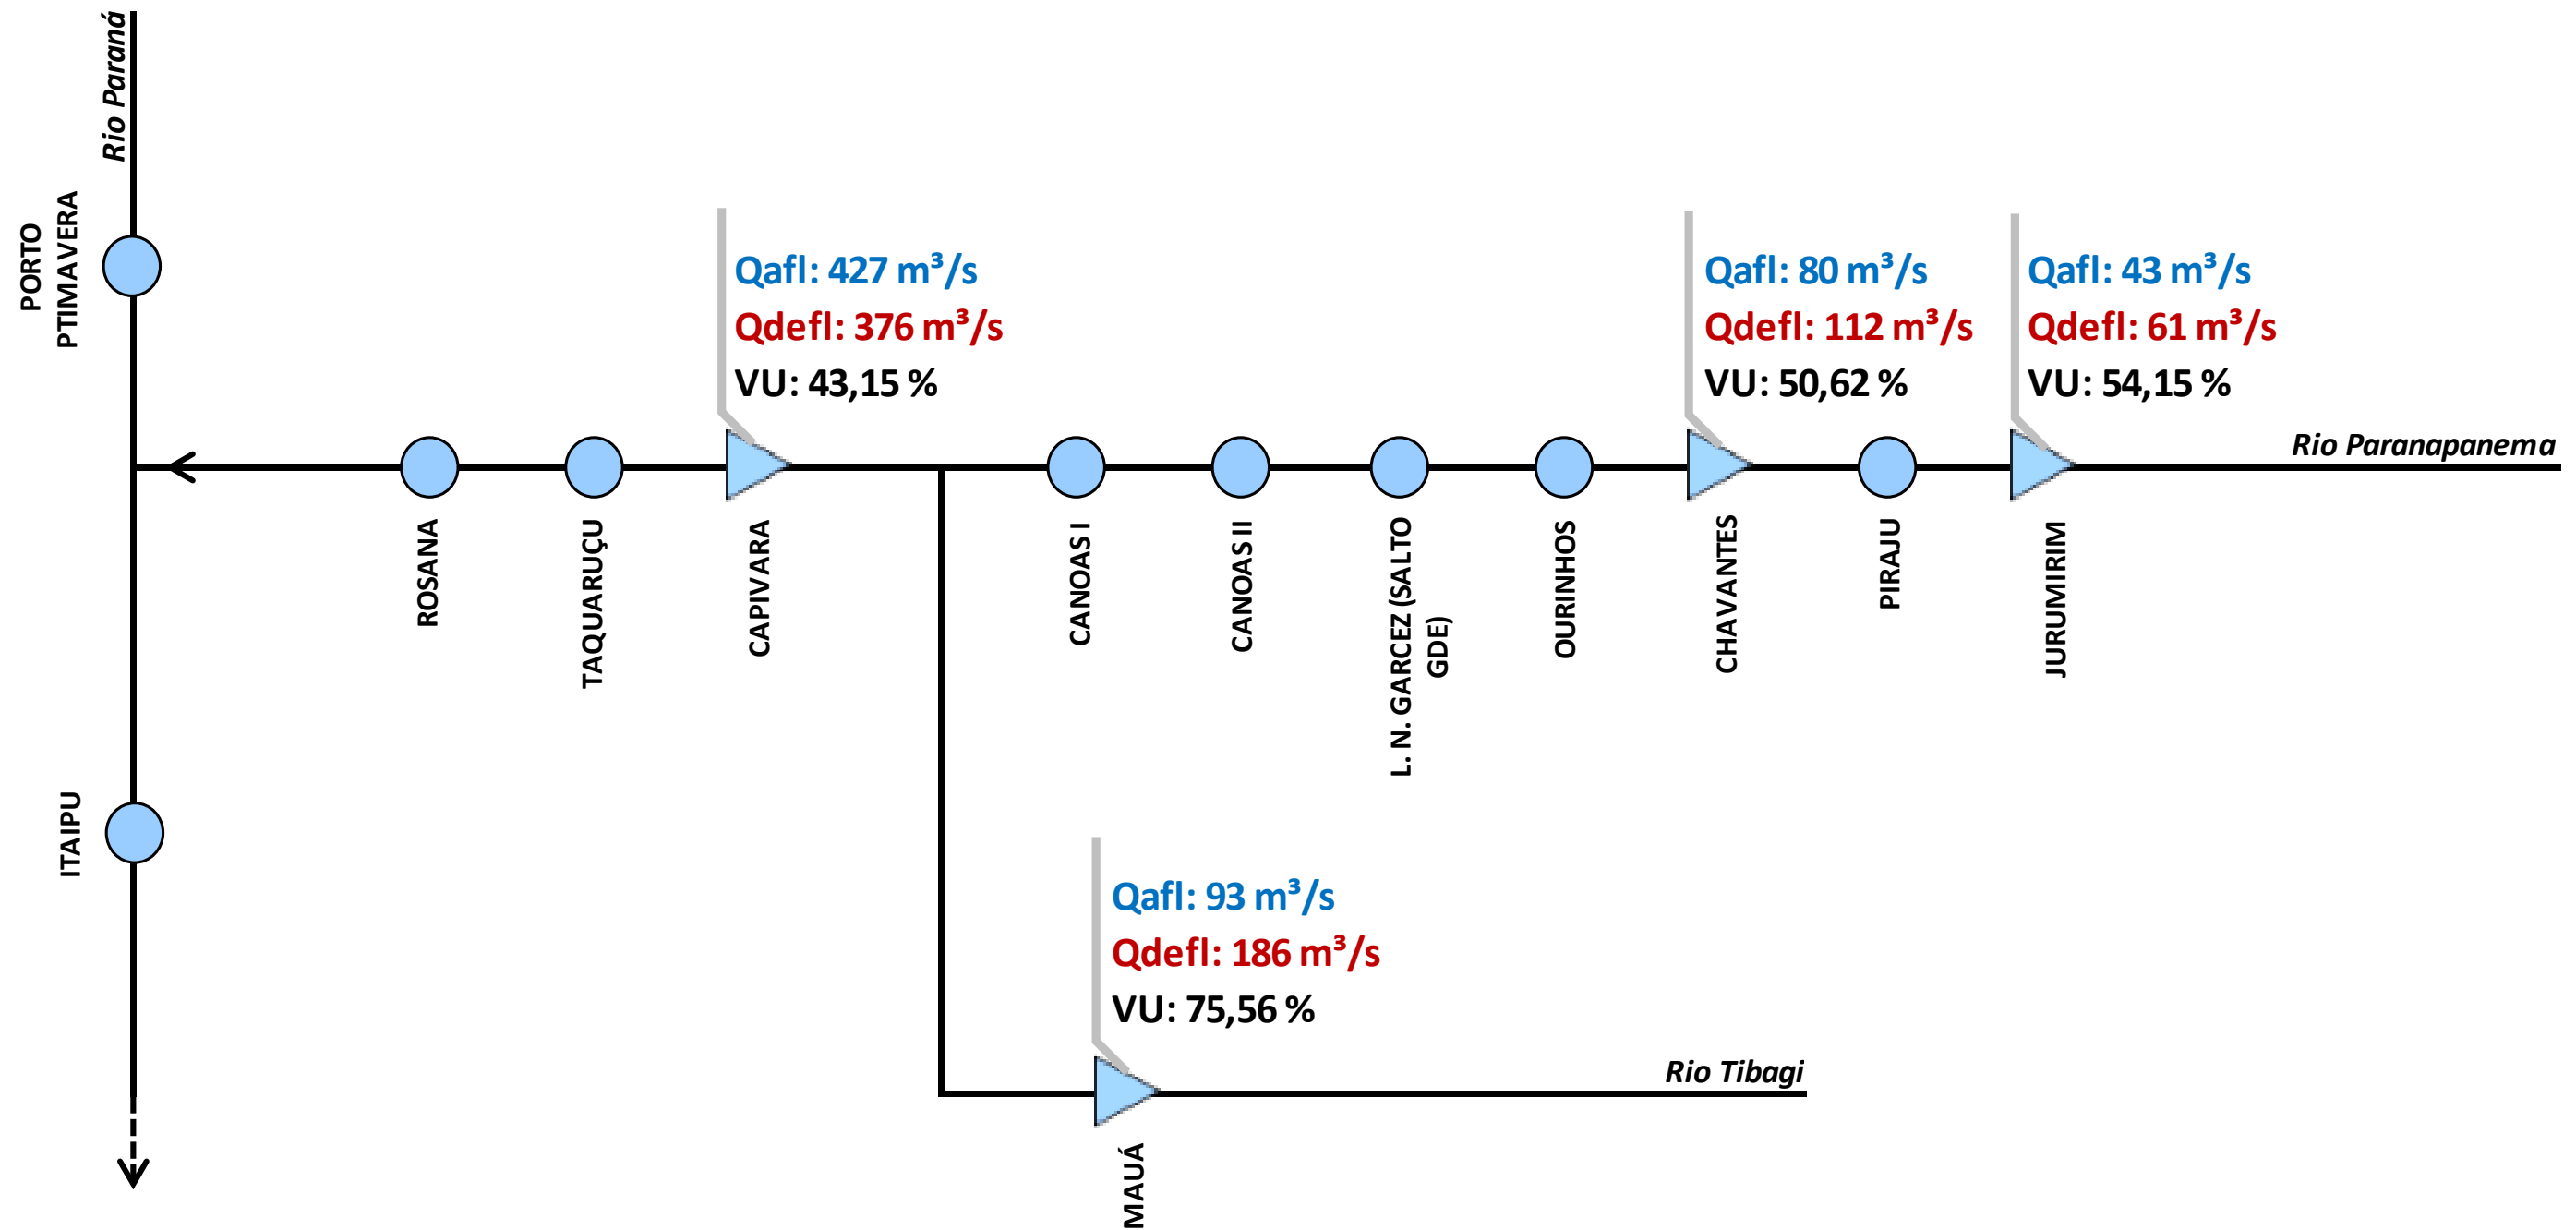 Rio Paraná
PORTO
PTIMAVERA
Qafl: 427 m³/s
Qdefl: 376 m³/s
VU: 43,15 %
Qafl: 80 m³/s
Qdefl: 112 m³/s
VU: 50,62 %
Qafl: 43 m³/s
Qdefl: 61 m³/s
VU: 54,15 %
Rio Paranapanema
ROSANA
TAQUARUÇU
CAPIVARA
CANOAS I
CANOAS II
L. N. GARCEZ (SALTO
GDE)
OURINHOS
CHAVANTES
PIRAJU
JURUMIRIM
ITAIPU
Qafl: 93 m³/s
Qdefl: 186 m³/s
VU: 75,56 %
Rio Tibagi
MAUÁ